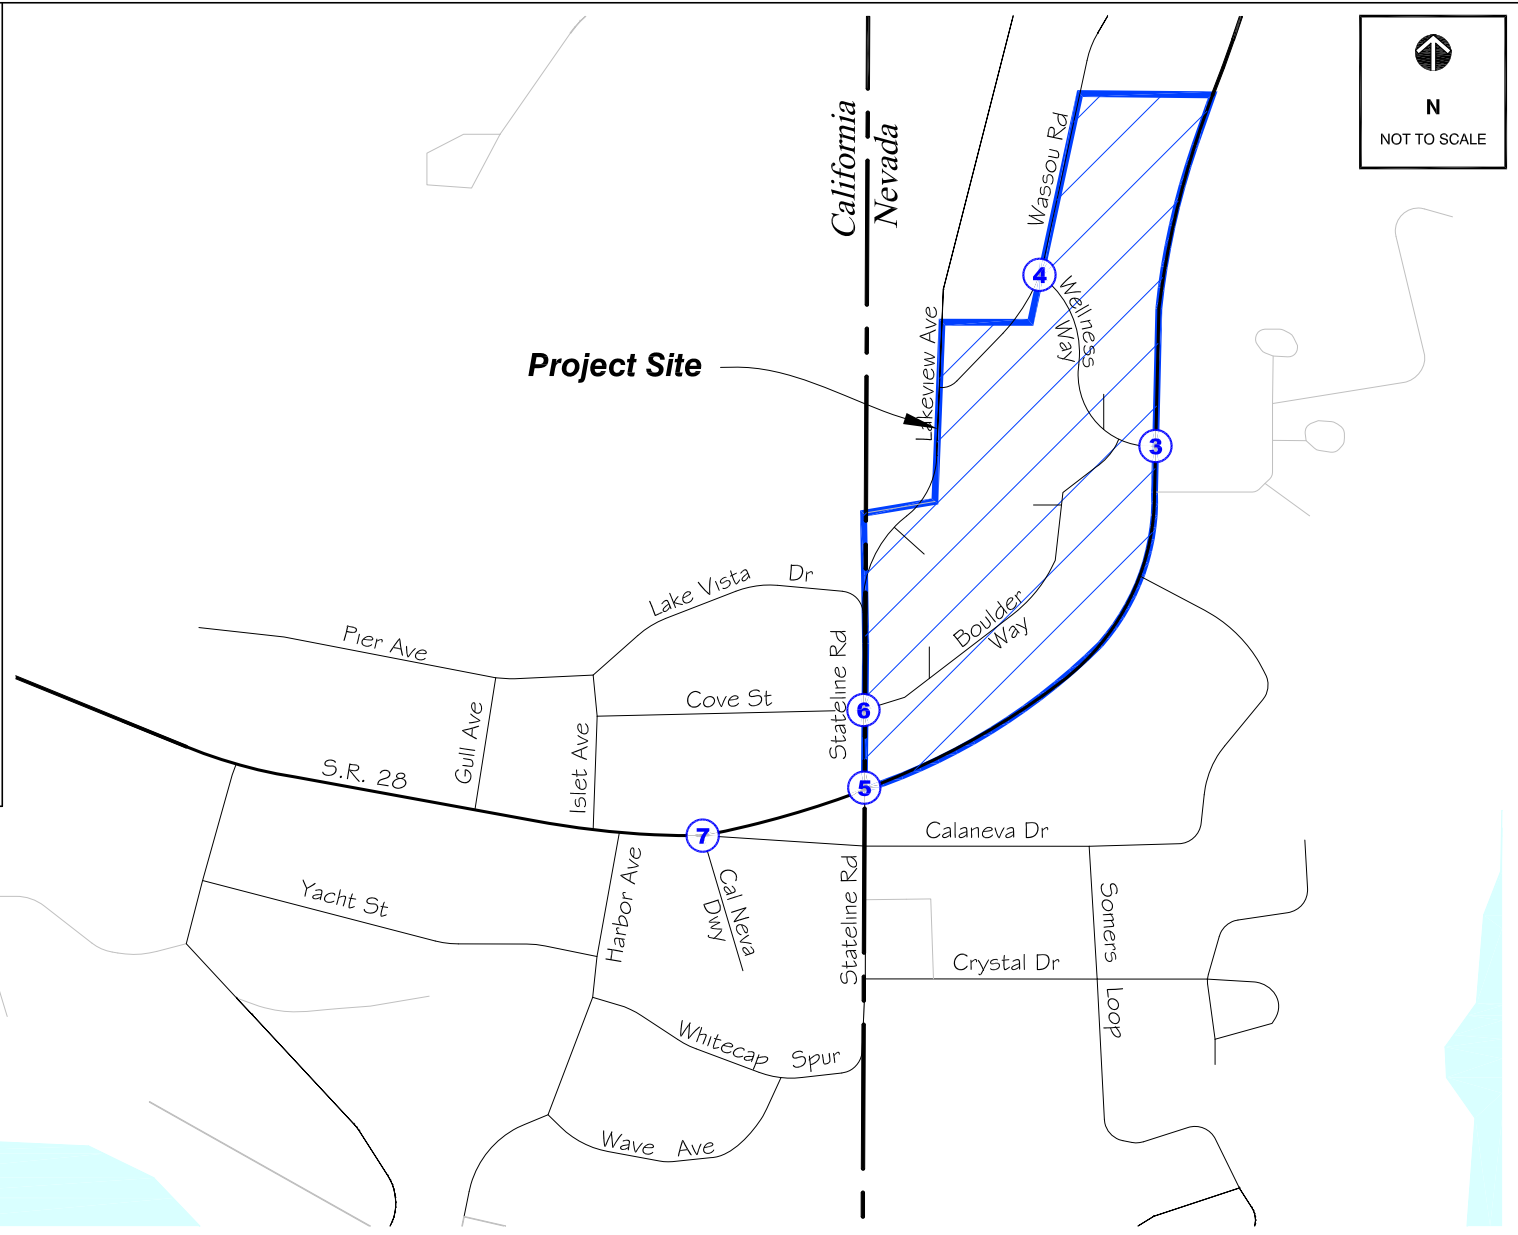 N
NOT TO SCALE
California
Nevada
Wassou Rd
4
Wellness
Way
Lakeview Ave
Project Site
3
Lake Vista Dr
Pier Ave
Boulder
Way
Stateline Rd
Cove St
6
Gull Ave
Islet Ave
S.R. 28
5
7
Calaneva Dr
Yacht St
Harbor Ave
Cal Neva
Dwy
Stateline Rd
Somers Loop
Crystal Dr
Whitecap Spur
Wave Ave